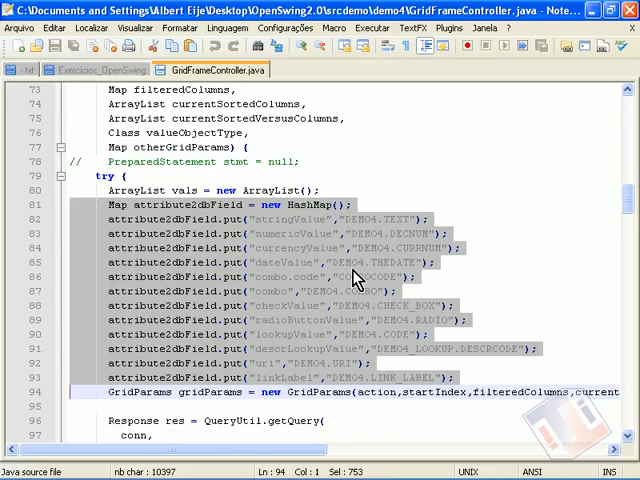 C:\Documents and Settings\Albert Eije\Desktop\OpenSwing2.0\srcdemo\demo4\GridFrameController.java - Note...
Arquivo Editar Localizar Visualizar Formatar Linguagem Configurações Macro Executar TextFX Plugins Janela ?
.txt Exercicios_OpenSwing GridFrameController.java
73 Map filteredColumns,
74 ArrayList currentSortedColumns,
75 ArrayList currentSortedVersusColumns,
76 Class valueObjectType,
77 Map otherGridParams) {
78 // PreparedStatement stmt = null;
79 try {
80 ArrayList vals = new ArrayList();
81 Map attribute2dbField = new HashMap();
82 attribute2dbField.put("stringValue","DEMO4.TEXT");
83 attribute2dbField.put("numericValue","DEMO4.DECNUM");
84 attribute2dbField.put("currencyValue","DEMO4.CURRNUM");
85 attribute2dbField.put("dateValue","DEMO4.THEDATE");
86 attribute2dbField.put("combo.code","COMBOCODE");
87 attribute2dbField.put("combo","DEMO4.COMBO");
88 attribute2dbField.put("checkValue","DEMO4.CHECK_BOX");
89 attribute2dbField.put("radioButtonValue","DEMO4.RADIO");
90 attribute2dbField.put("lookupValue","DEMO4.CODE");
91 attribute2dbField.put("descrLookupValue","DEMO4_LOOKUP.DESCRCODE");
92 attribute2dbField.put("uri","DEMO4.URI");
93 attribute2dbField.put("linkLabel","DEMO4.LINK_LABEL");
94 GridParams gridParams = new GridParams(action,startIndex,filteredColumns,current
95
96 Response res = QueryUtil.getQuery(
97 conn,
Java source file nb char : 10397 Ln : 94 Col : 1 Sel : 753 UNIX ANSI INS